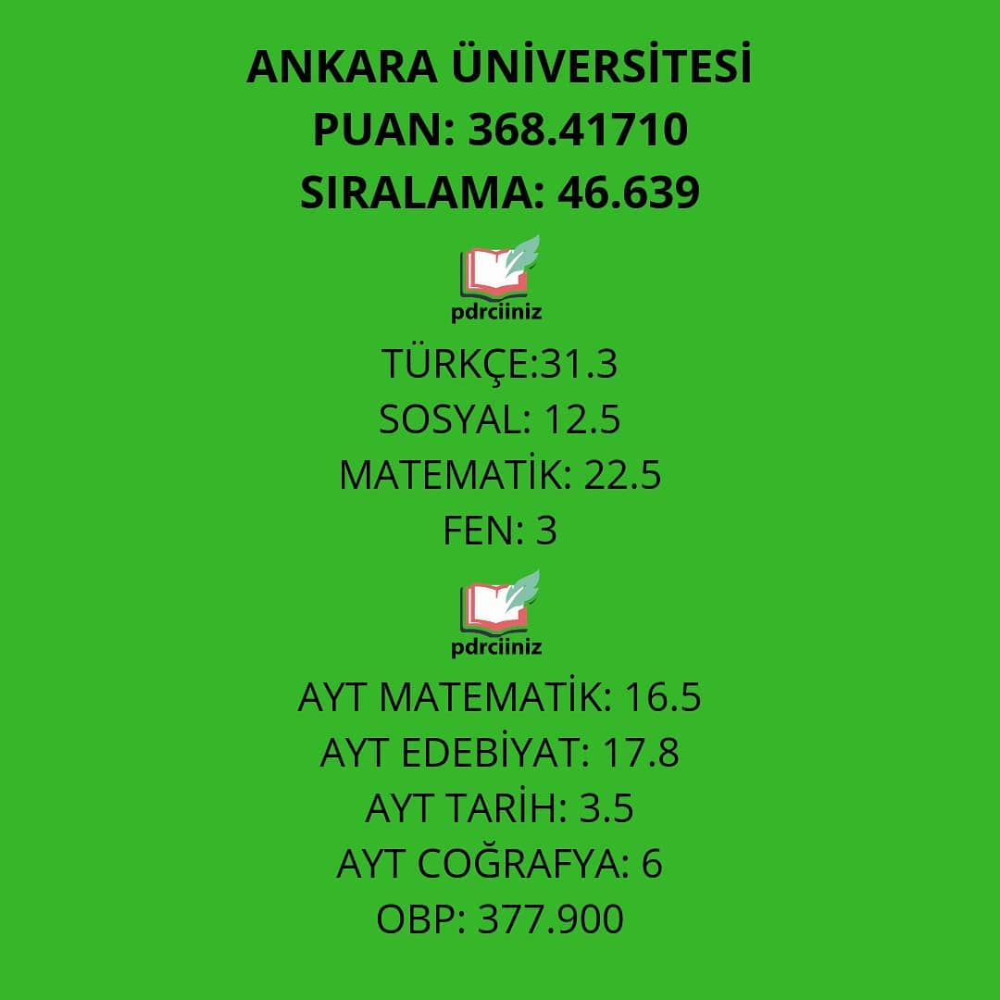 ANKARA ÜNİVERSİTESİ
PUAN: 368.41710
SIRALAMA: 46.639
pdrciiniz
TÜRKÇE:31.3
SOSYAL: 12.5
MATEMATİK: 22.5
FEN: 3
pdrciiniz
AYT MATEMATİK: 16.5
AYT EDEBİYAT: 17.8
AYT TARİH: 3.5
AYT COĞRAFYA: 6
OBP: 377.900